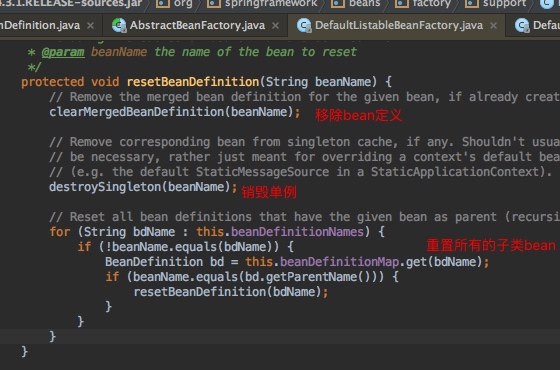 .3.1.RELEASE-sources.jar org springframework beans factory support
nDefinition.java × AbstractBeanFactory.java × DefaultListableBeanFactory.java ×
* @param beanName the name of the bean to reset
*/
protected void resetBeanDefinition(String beanName) {
// Remove the merged bean definition for the given bean, if already creat
clearMergedBeanDefinition(beanName); 移除bean定义
// Remove corresponding bean from singleton cache, if any. Shouldn't usua
// be necessary, rather just meant for overriding a context's default bea
// (e.g. the default StaticMessageSource in a StaticApplicationContext).
destroySingleton(beanName); 销毁单例
// Reset all bean definitions that have the given bean as parent (recursi
for (String bdName : this.beanDefinitionNames) {
if (!beanName.equals(bdName)) { 重置所有的子类bean
BeanDefinition bd = this.beanDefinitionMap.get(bdName);
if (beanName.equals(bd.getParentName())) {
resetBeanDefinition(bdName);
}
}
}
}